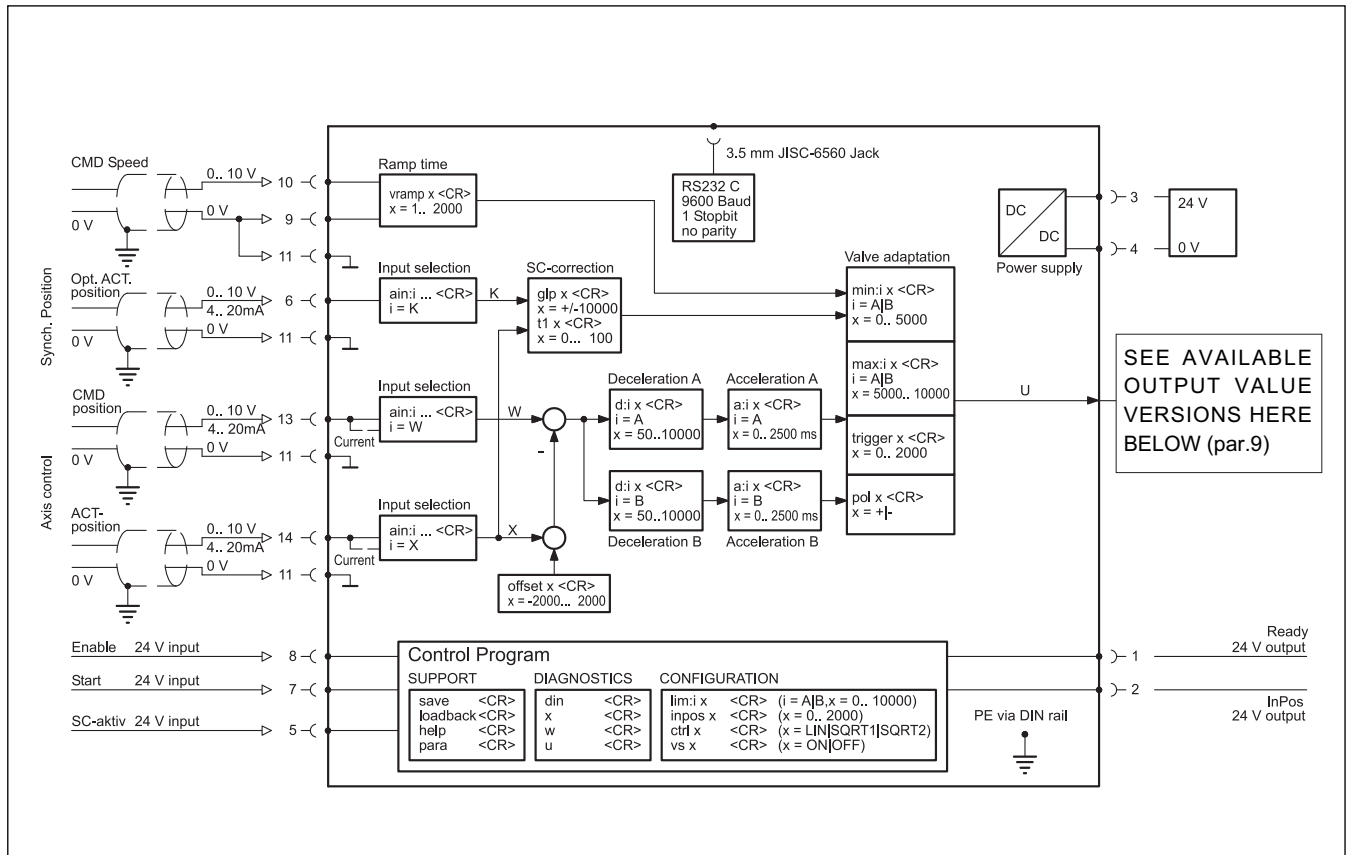 CMD Speed
0.. 10 V
10
0 V
0 V
9
11
Ramp time
vramp x <CR>
x = 1.. 2000
3.5 mm JISC-6560 Jack
RS232 C
9600 Baud
1 Stopbit
no parity
DC
DC
Power supply
3
24 V
4
0 V
Synch. Position
Opt. ACT.
position
0.. 10 V
4.. 20mA
6
0 V
0 V
11
Input selection
ain:i ... <CR>
i = K
K
SC-correction
glp x <CR>
x = +/-10000
t1 x <CR>
x = 0... 100
Valve adaptation
min:i x <CR>
i = A|B
x = 0.. 5000
max:i x <CR>
i = A|B
x = 5000.. 10000
trigger x <CR>
x = 0.. 2000
pol x <CR>
x = +|-
U
SEE AVAILABLE
OUTPUT VALUE
VERSIONS HERE
BELOW (par.9)
Axis control
CMD
position
0.. 10 V
4.. 20mA
13
Current
0 V
0 V
11
Input selection
ain:i ... <CR>
i = W
W
-
Deceleration A
d:i x <CR>
i = A
x = 50..10000
Acceleration A
a:i x <CR>
i = A
x = 0.. 2500 ms
d:i x <CR>
i = B
x = 50..10000
Deceleration B
a:i x <CR>
i = B
x = 0.. 2500 ms
Acceleration B
ACT-
position
0.. 10 V
4.. 20mA
14
Current
0 V
0 V
11
Input selection
ain:i ... <CR>
i = X
X
offset x <CR>
x = -2000... 2000
Enable 24 V input
8
Start 24 V input
7
SC-aktiv 24 V input
5
Control Program
SUPPORT
save <CR>
loadback <CR>
help <CR>
para <CR>
DIAGNOSTICS
din <CR>
x <CR>
w <CR>
u <CR>
CONFIGURATION
lim:i x <CR> (i = A|B,x = 0.. 10000)
inpos x <CR> (x = 0.. 2000)
ctrl x <CR> (x = LIN|SQRT1|SQRT2)
vs x <CR> (x = ON|OFF)
PE via DIN rail
1
Ready
24 V output
2
InPos
24 V output